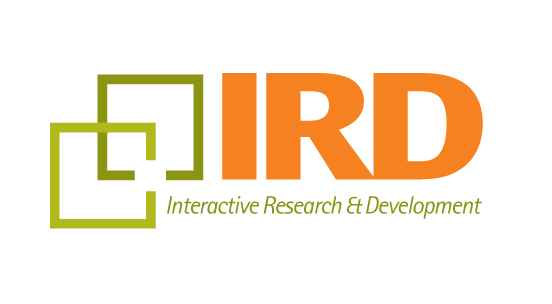 IRD
Interactive Research & Development